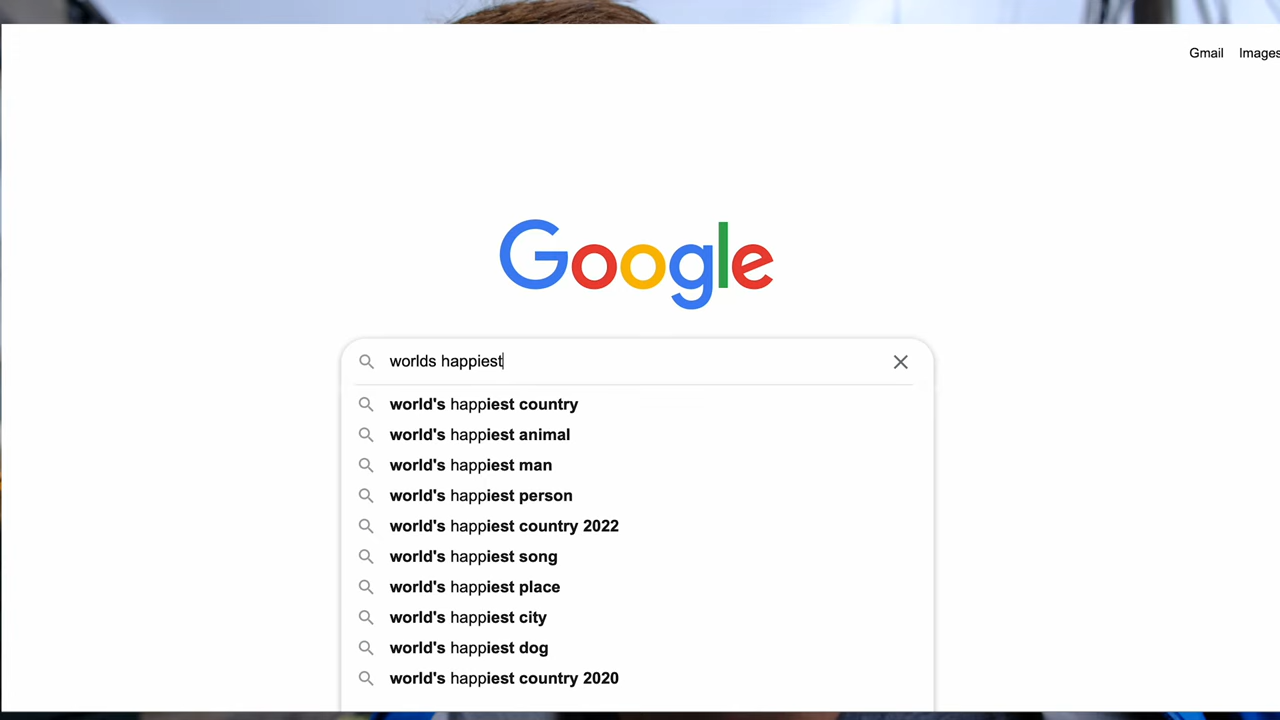 Gmail Images
Google
worlds happiest
world's happiest country
world's happiest animal
world's happiest man
world's happiest person
world's happiest country 2022
world's happiest song
world's happiest place
world's happiest city
world's happiest dog
world's happiest country 2020